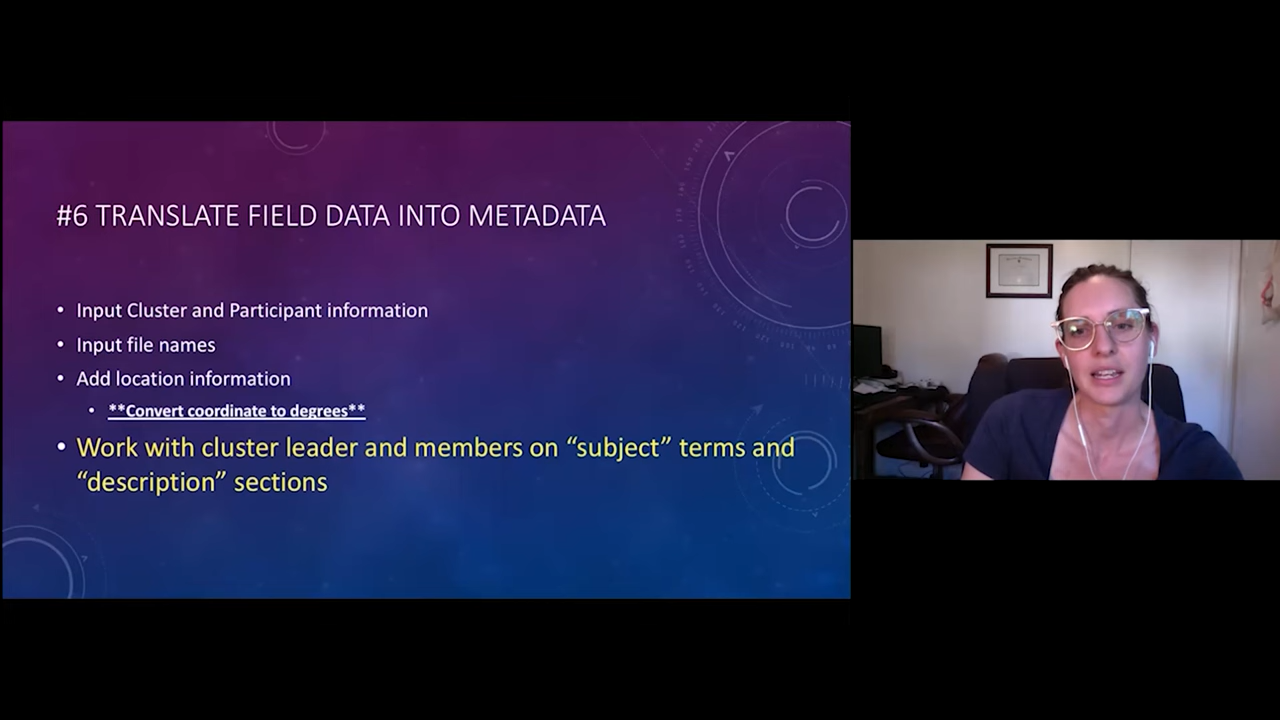 #6 TRANSLATE FIELD DATA INTO METADATA
• Input Cluster and Participant information
• Input file names
• Add location information
• **Convert coordinate to degrees**
• Work with cluster leader and members on “subject” terms and
“description” sections